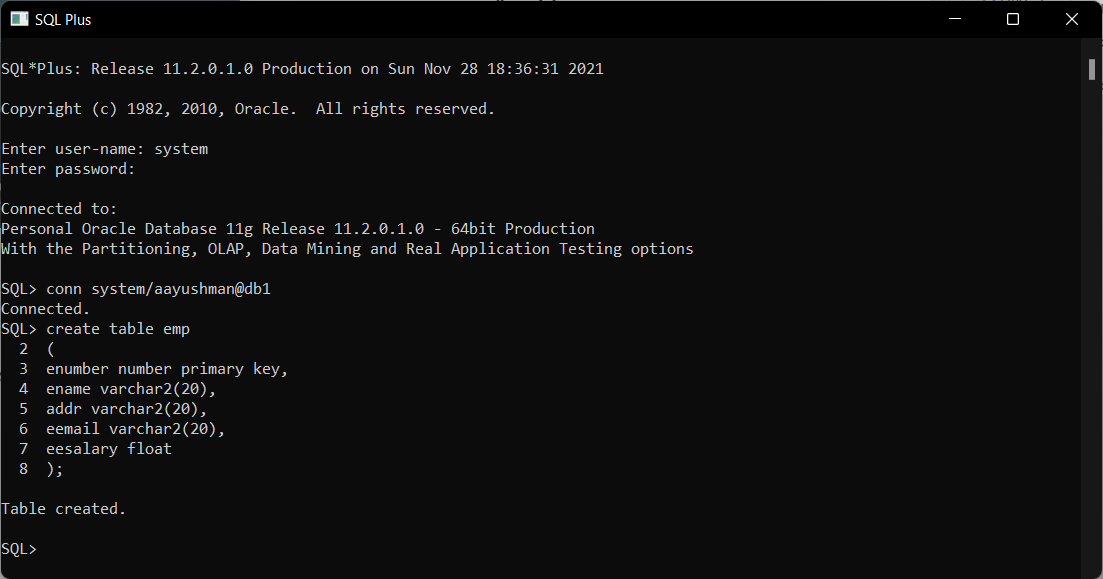 SQL Plus
SQL*Plus: Release 11.2.0.1.0 Production on Sun Nov 28 18:36:31 2021
Copyright (c) 1982, 2010, Oracle.  All rights reserved.
Enter user-name: system
Enter password:
Connected to:
Personal Oracle Database 11g Release 11.2.0.1.0 - 64bit Production
With the Partitioning, OLAP, Data Mining and Real Application Testing options
SQL> conn system/aayushman@db1
Connected.
SQL> create table emp
  2  (
  3  enumber number primary key,
  4  ename varchar2(20),
  5  addr varchar2(20),
  6  eemail varchar2(20),
  7  eesalary float
  8  );
Table created.
SQL>